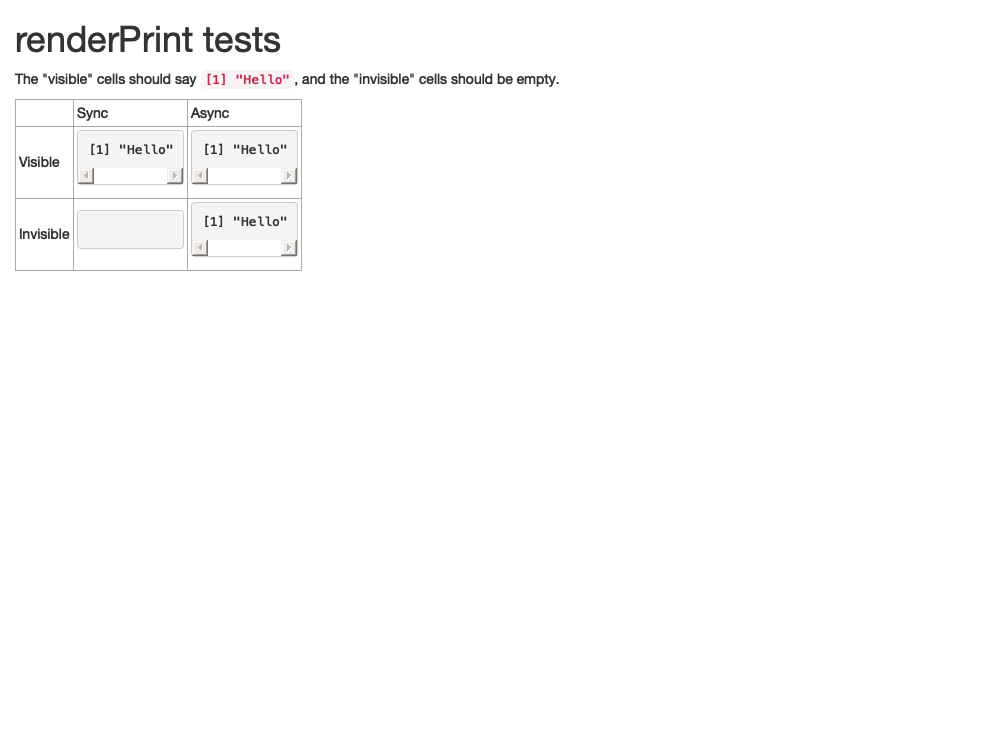 renderPrint tests
The "visible" cells should say [1] "Hello" , and the "invisible" cells should be empty.
Sync Async
Visible [1] "Hello" [1] "Hello"
Invisible [1] "Hello"